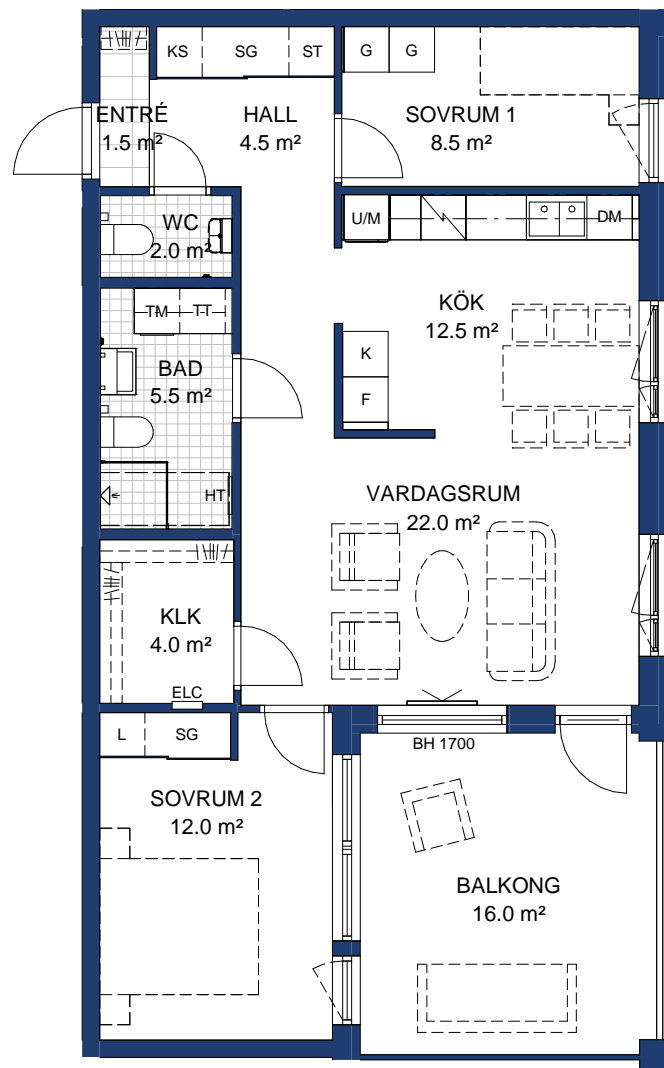 KS
SG
ST
G
G
ENTRÉ
1.5 m²
HALL
4.5 m²
SOVRUM 1
8.5 m²
WC
2.0 m²
U/M
DM
TM
TT
KÖK
12.5 m²
K
F
BAD
5.5 m²
HT
VARDAGSRUM
22.0 m²
KLK
4.0 m²
ELC
L
SG
BH 1700
SOVRUM 2
12.0 m²
BALKONG
16.0 m²